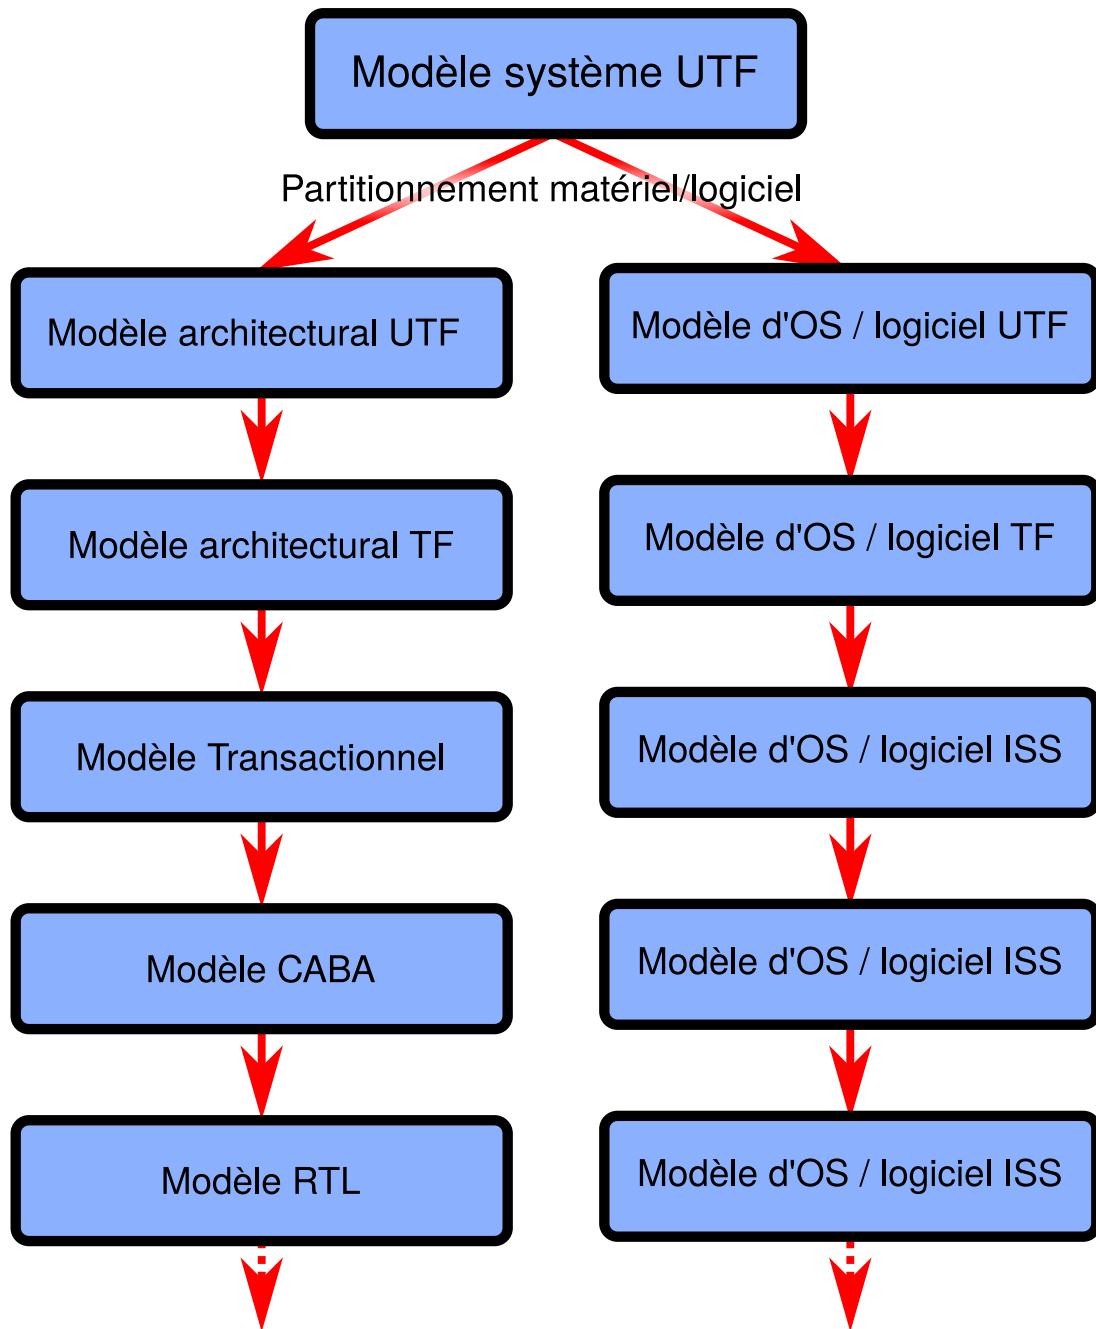 Modèle système UTF
Partitionnement matériel/logiciel
Modèle architectural UTF
Modèle d'OS / logiciel UTF
Modèle architectural TF
Modèle d'OS / logiciel TF
Modèle Transactionnel
Modèle d'OS / logiciel ISS
Modèle CABA
Modèle d'OS / logiciel ISS
Modèle RTL
Modèle d'OS / logiciel ISS